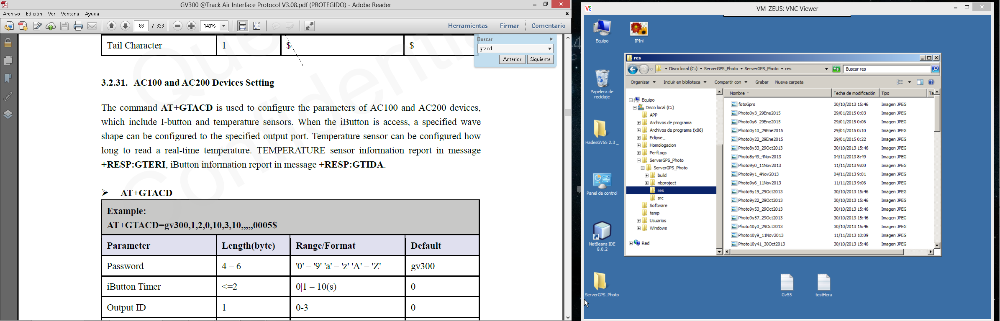 GV300 @Track Air Interface Protocol V3.08.pdf (PROTEGIDO) - Adobe Reader
Archivo Edición Ver Ventana Ayuda
83 / 323 143% Herramientas Firmar Comentario
Tail Character 1 $ $
Buscar
gtacd
Anterior Siguiente
3.2.31. AC100 and AC200 Devices Setting
The command AT+GTACD is used to configure the parameters of AC100 and AC200 devices,
which include I-button and temperature sensors. When the iButton is access, a specified wave
shape can be configured to the specified output port. Temperature sensor can be configured how
long to read a real-time temperature. TEMPERATURE sensor information report in message
+RESP:GTERI, iButton information report in message +RESP:GTIDA.
➢ AT+GTACD
Example:
AT+GTACD=gv300,1,2,0,10,3,10,,,,,0005$
Parameter Length(byte) Range/Format Default
Password 4 – 6 '0' – '9' 'a' – 'z' 'A' – 'Z' gv300
iButton Timer <=2 0|1 – 10(s) 0
Output ID 1 0-3 0
VM-ZEUS: VNC Viewer
Equipo
IPIni
Papelera de
reciclaje
HadesGV55 2.3 _
Panel de control
NetBeans IDE
8.0.2
ServerGPS_Photo
Gv55
testHera
res
Disco local (C:) ServerGPS_Photo ServerGPS_Photo res
Buscar res
Organizar Incluir en biblioteca Compartir con Grabar Nueva carpeta
Equipo
Disco local (C:)
APP
Archivos de programa
Archivos de programa (x86)
Eclipse_
Homologacion
PerfLogs
ServerGPS_Photo
ServerGPS_Photo
build
nbproject
res
src
Software
temp
Usuarios
Windows
Red
Nombre Fecha de modificación Tipo Ta
fotoGprs 30/10/2013 15:46 Imagen JPEG
Photo0y3_29Ene2015 29/01/2015 0:03 Imagen JPEG
Photo0y6_29Ene2015 29/01/2015 0:06 Imagen JPEG
Photo0y10_29Ene2015 29/01/2015 0:10 Imagen JPEG
Photo0y22_29Ene2015 29/01/2015 0:22 Imagen JPEG
Photo8y33_29Oct2013 30/10/2013 15:46 Imagen JPEG
Photo8y49_4Nov2013 04/11/2013 8:49 Imagen JPEG
Photo9y0_11Nov2013 11/11/2013 9:00 Imagen JPEG
Photo9y1_4Nov2013 04/11/2013 9:01 Imagen JPEG
Photo9y6_11Nov2013 11/11/2013 9:06 Imagen JPEG
Photo9y19_29Oct2013 30/10/2013 15:46 Imagen JPEG
Photo9y22_29Oct2013 30/10/2013 15:46 Imagen JPEG
Photo9y53_29Oct2013 30/10/2013 15:46 Imagen JPEG
Photo9y57_29Oct2013 30/10/2013 15:46 Imagen JPEG
Photo10y0_29Oct2013 30/10/2013 15:46 Imagen JPEG
Photo10y9_11Nov2013 11/11/2013 10:09 Imagen JPEG
Photo10y41_30Oct2013 30/10/2013 15:46 Imagen JPEG